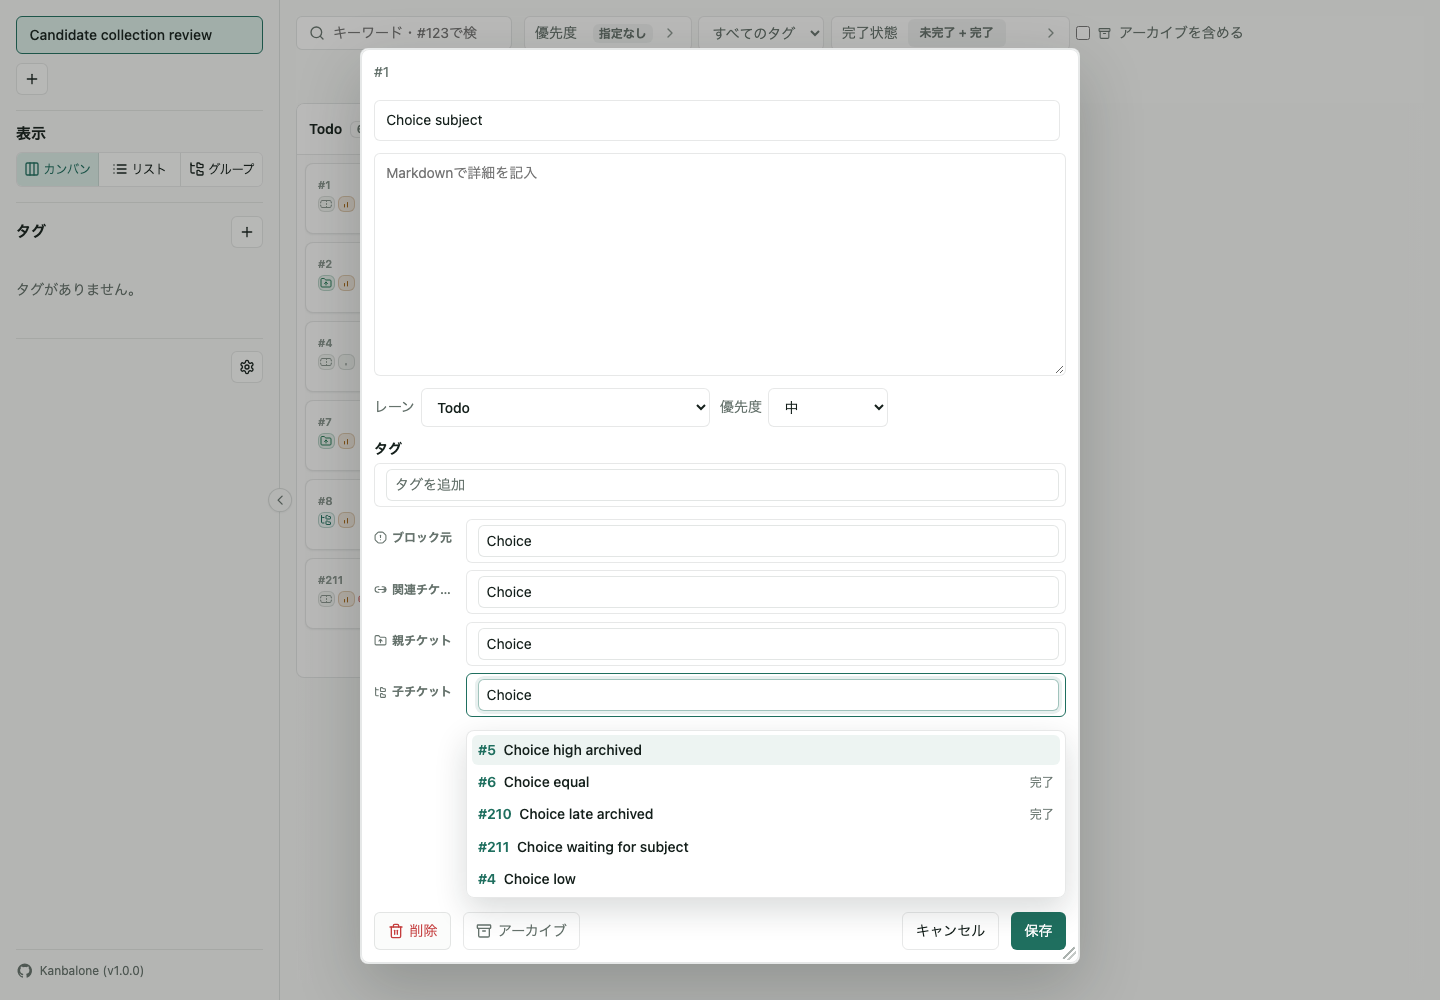 Candidate collection review
表示
カンバン
リスト
グループ
タグ
タグがありません。
Kanbalone (v1.0.0)
キーワード・#123で検
優先度 指定なし
すべてのタグ
完了状態 未完了 + 完了
アーカイブを含める
Todo
#1
#2
#4
#7
#8
#211
#1
Choice subject
Markdownで詳細を記入
レーン Todo 優先度 中
タグ
タグを追加
ブロック元 Choice
関連チケ... Choice
親チケット Choice
子チケット Choice
#5 Choice high archived
#6 Choice equal 完了
#210 Choice late archived 完了
#211 Choice waiting for subject
#4 Choice low
削除 アーカイブ キャンセル 保存